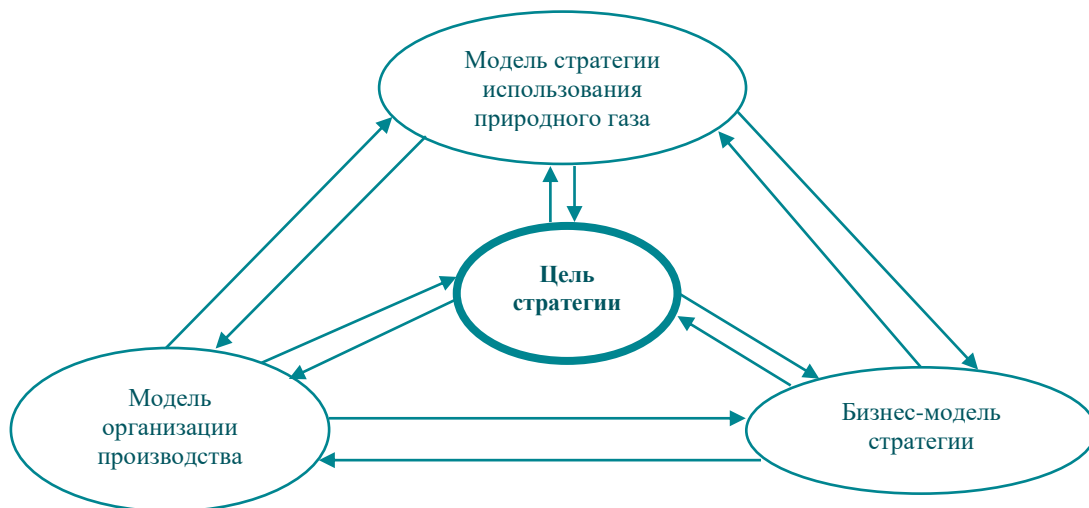 Модель стратегии
использования
природного газа
Цель
стратегии
Модель
организации
производства
Бизнес-модель
стратегии